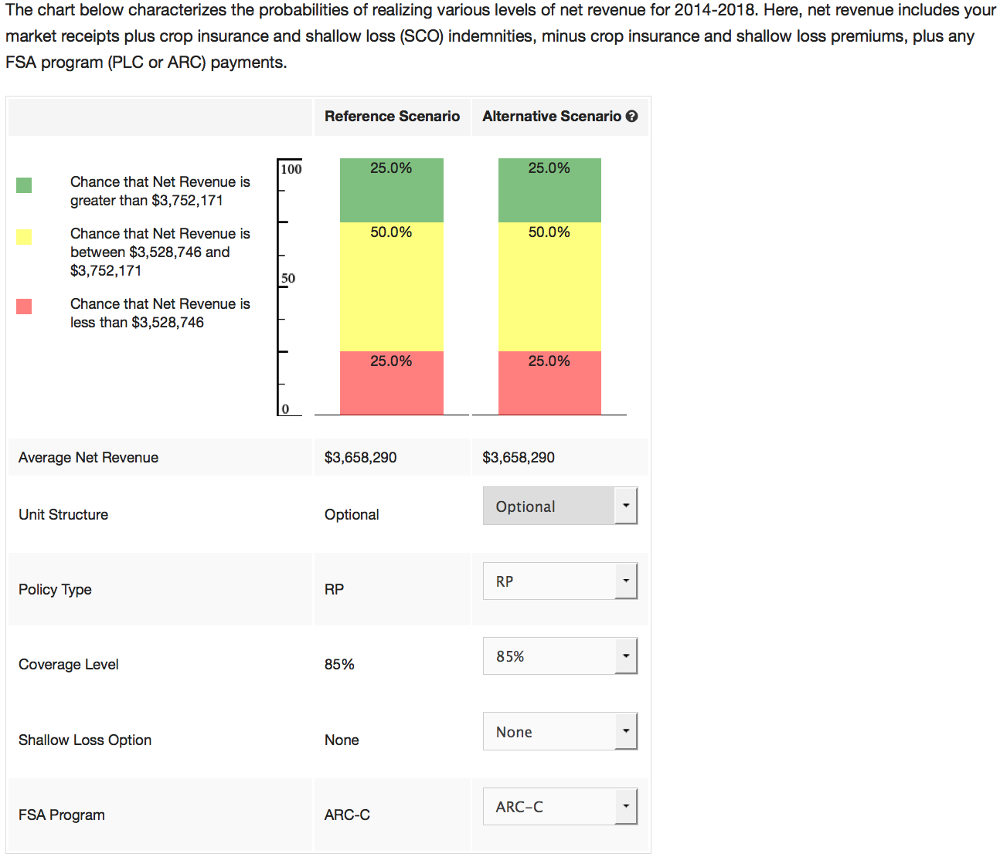 The chart below characterizes the probabilities of realizing various levels of net revenue for 2014-2018. Here, net revenue includes your
market receipts plus crop insurance and shallow loss (SCO) indemnities, minus crop insurance and shallow loss premiums, plus any
FSA program (PLC or ARC) payments.
Reference Scenario Alternative Scenario ?
Chance that Net Revenue is
greater than $3,752,171
Chance that Net Revenue is
between $3,528,746 and
$3,752,171
Chance that Net Revenue is
less than $3,528,746
100
50
0
25.0% 25.0%
50.0% 50.0%
25.0% 25.0%
Average Net Revenue $3,658,290 $3,658,290
Unit Structure Optional Optional
Policy Type RP RP
Coverage Level 85% 85%
Shallow Loss Option None None
FSA Program ARC-C ARC-C